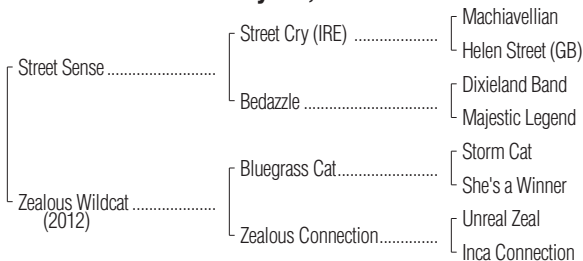 Machiavellian
Street Cry (IRE) ..................
Helen Street (GB)
Street Sense ........................
Dixieland Band
Bedazzle .............................
Majestic Legend
Storm Cat
Bluegrass Cat......................
She's a Winner
Zealous Wildcat ..................
(2012)
Unreal Zeal
Zealous Connection.............
Inca Connection